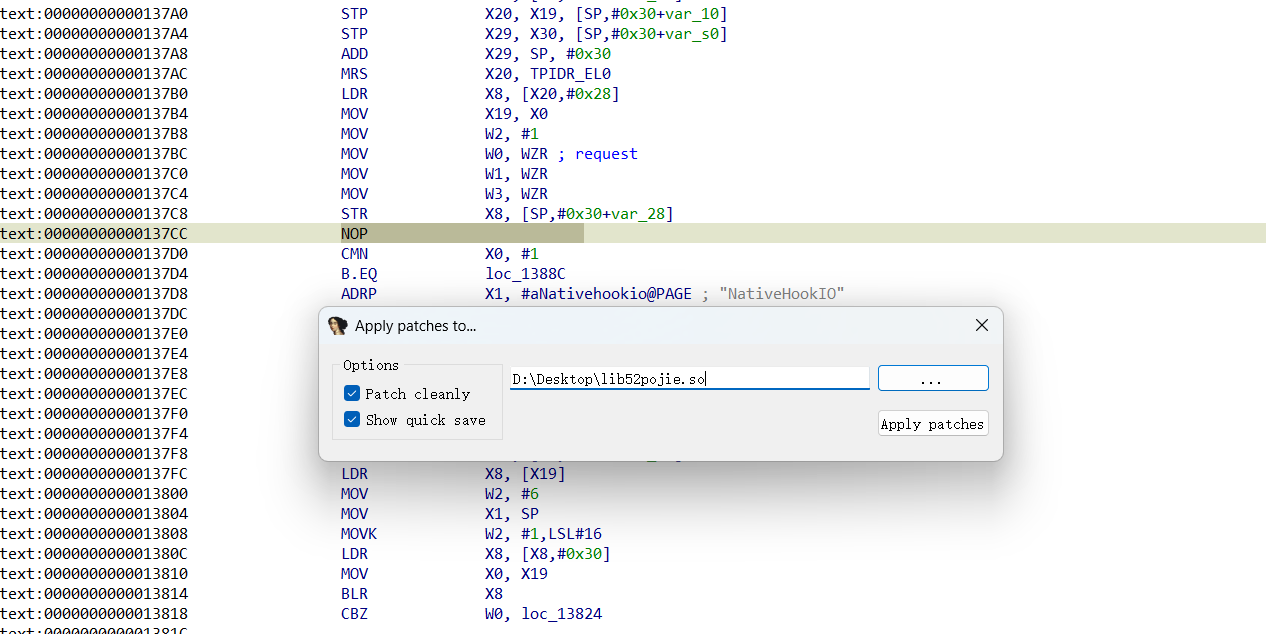 text:00000000000137A0 STP X20, X19, [SP,#0x30+var_10]
text:00000000000137A4 STP X29, X30, [SP,#0x30+var_s0]
text:00000000000137A8 ADD X29, SP, #0x30
text:00000000000137AC MRS X20, TPIDR_EL0
text:00000000000137B0 LDR X8, [X20,#0x28]
text:00000000000137B4 MOV X19, X0
text:00000000000137B8 MOV W2, #1
text:00000000000137BC MOV W0, WZR ; request
text:00000000000137C0 MOV W1, WZR
text:00000000000137C4 MOV W3, WZR
text:00000000000137C8 STR X8, [SP,#0x30+var_28]
text:00000000000137CC NOP
text:00000000000137D0 CMN X0, #1
text:00000000000137D4 B.EQ loc_1388C
text:00000000000137D8 ADRP X1, #aNativehookio@PAGE ; "NativeHookIO"
text:00000000000137DC
text:00000000000137E0
text:00000000000137E4
text:00000000000137E8
text:00000000000137EC
text:00000000000137F0
text:00000000000137F4
text:00000000000137F8
text:00000000000137FC LDR X8, [X19]
text:0000000000013800 MOV W2, #6
text:0000000000013804 MOV X1, SP
text:0000000000013808 MOVK W2, #1,LSL#16
text:000000000001380C LDR X8, [X8,#0x30]
text:0000000000013810 MOV X0, X19
text:0000000000013814 BLR X8
text:0000000000013818 CBZ W0, loc_13824
text:000000000001381C
Apply patches to...
Options
Patch cleanly
Show quick save
D:\Desktop\lib52pojie.so
...
Apply patches